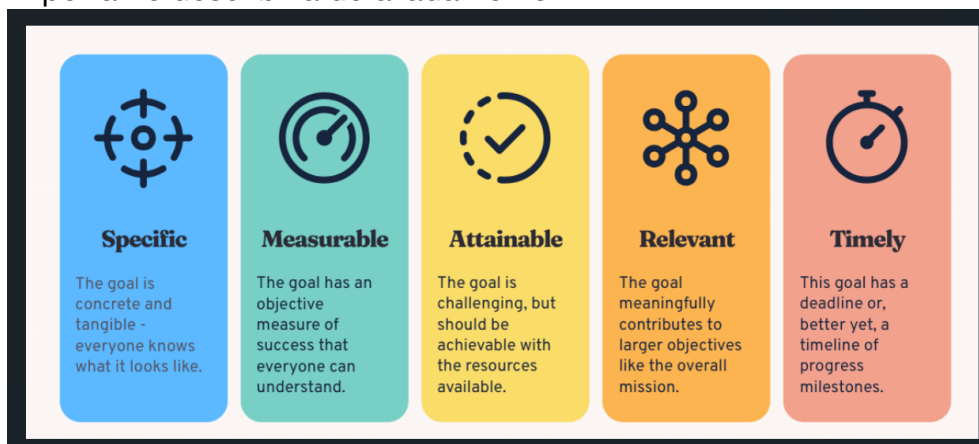 Specific
The goal is
concrete and
tangible -
everyone knows
what it looks like.
Measurable
The goal has an
objective
measure of
success that
everyone can
understand.
Attainable
The goal is
challenging, but
should be
achievable with
the resources
available.
Relevant
The goal
meaningfully
contributes to
larger objectives
like the overall
mission.
Timely
This goal has a
deadline or,
better yet, a
timeline of
progress
milestones.